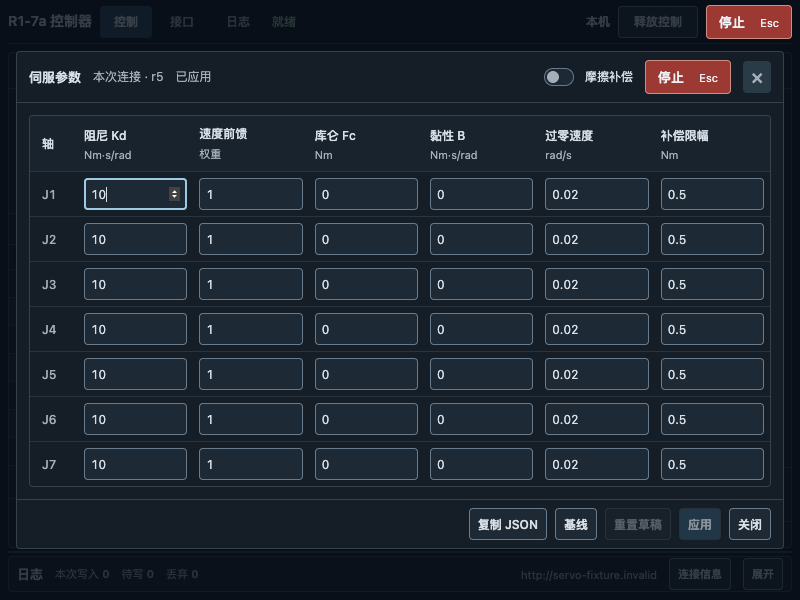 R1-7a 控制器 控制 接口 日志 就绪 本机 释放控制 停止 Esc
伺服参数 本次连接 · r5 已应用 摩擦补偿 停止 Esc ×
轴 阻尼 Kd 速度前馈 库仑 Fc 黏性 B 过零速度 补偿限幅
Nm·s/rad 权重 Nm Nm·s/rad rad/s Nm
J1 10 1 0 0 0.02 0.5
J2 10 1 0 0 0.02 0.5
J3 10 1 0 0 0.02 0.5
J4 10 1 0 0 0.02 0.5
J5 10 1 0 0 0.02 0.5
J6 10 1 0 0 0.02 0.5
J7 10 1 0 0 0.02 0.5
复制 JSON 基线 重置草稿 应用 关闭
日志 本次写入 0 待写 0 丢弃 0 http://servo-fixture.invalid 连接信息 展开